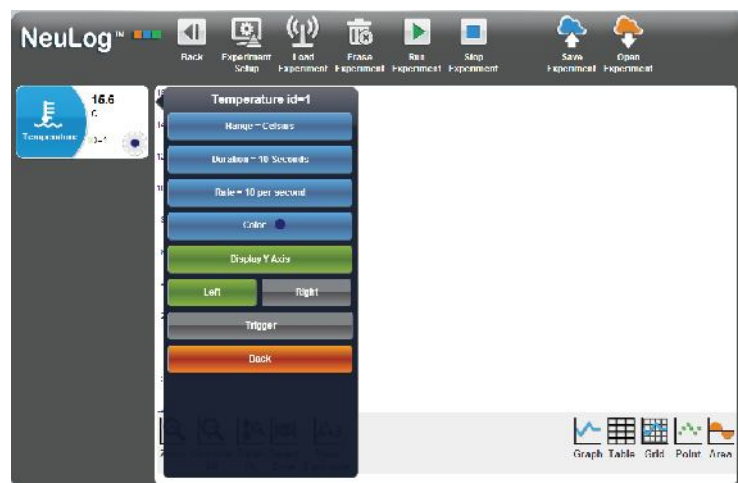 NeuLog™
Back
Experiment Setup
Load Experiment
Erase Experiment
Run Experiment
Stop Experiment
Save Experiment
Open Experiment
Temperature
16.6
C
Temperature id=1
Range = Celsius
Duration = 10 Seconds
Rate = 10 per second
Color
Display Y Axis
Left
Right
Trigger
Back
14
12
Graph
Table
Grid
Point
Area